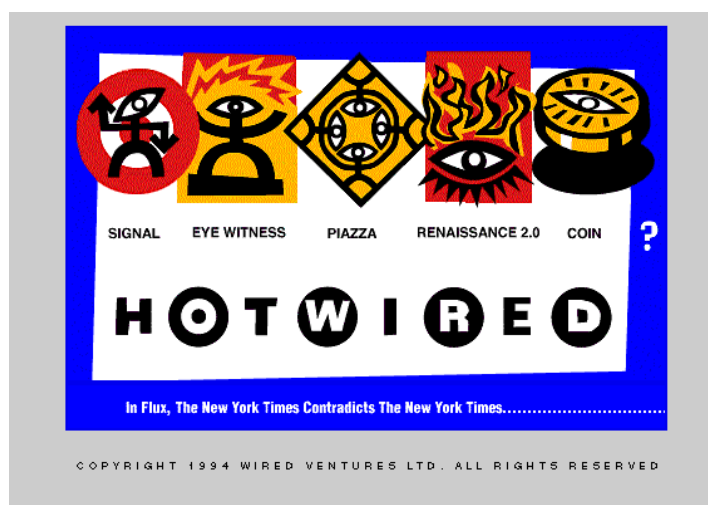 SIGNAL EYE WITNESS PIAZZA RENAISSANCE 2.0 COIN ?
HOTWIRED
In Flux, The New York Times Contradicts The New York Times.......................................
COPYRIGHT 1994 WIRED VENTURES LTD. ALL RIGHTS RESERVED